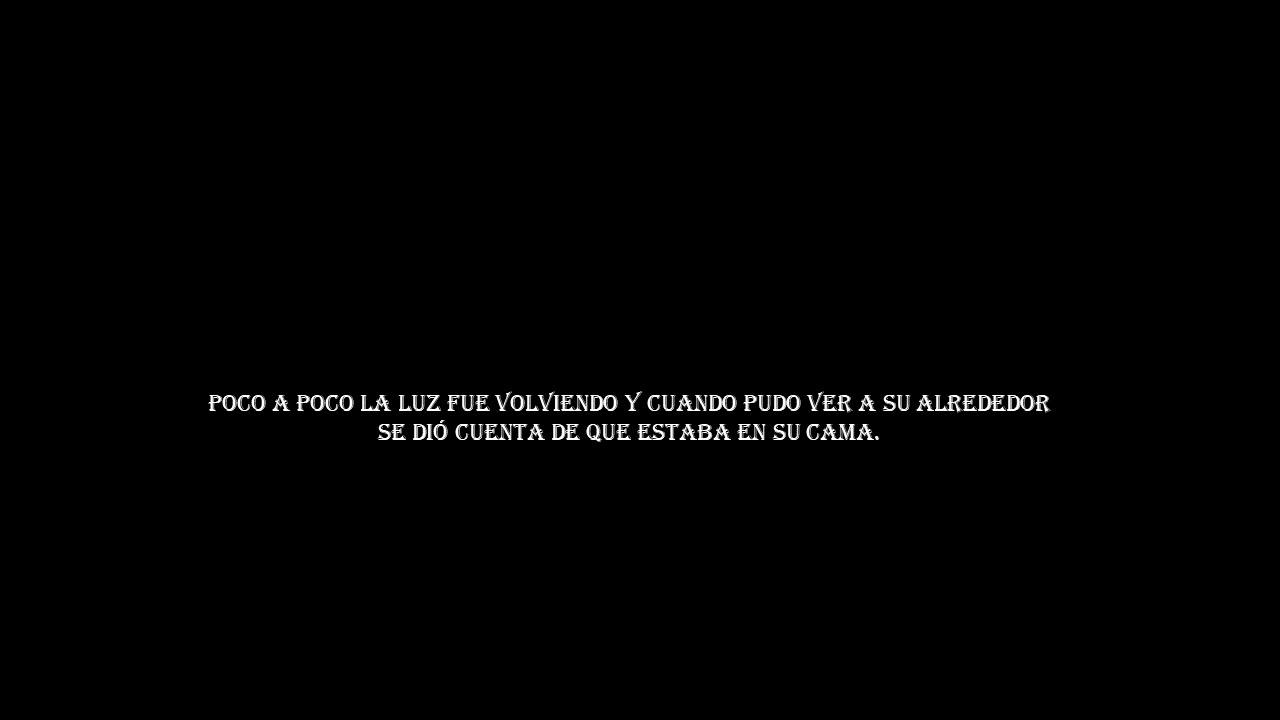 POCO A POCO LA LUZ FUE VOLVIENDO Y CUANDO PUDO VER A SU ALREDEDOR
SE DIÓ CUENTA DE QUE ESTABA EN SU CAMA.